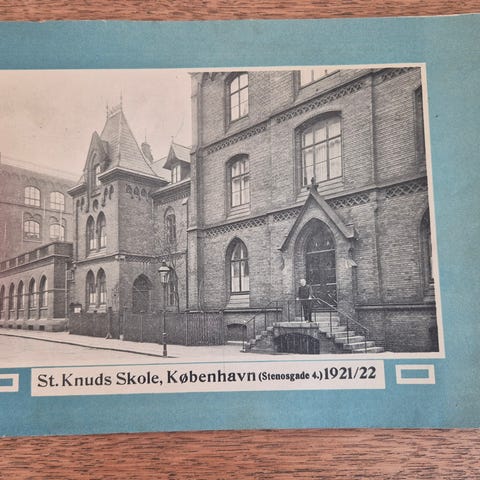 St. Knuds Skole, København (Stenosgade 4.) 1921/22